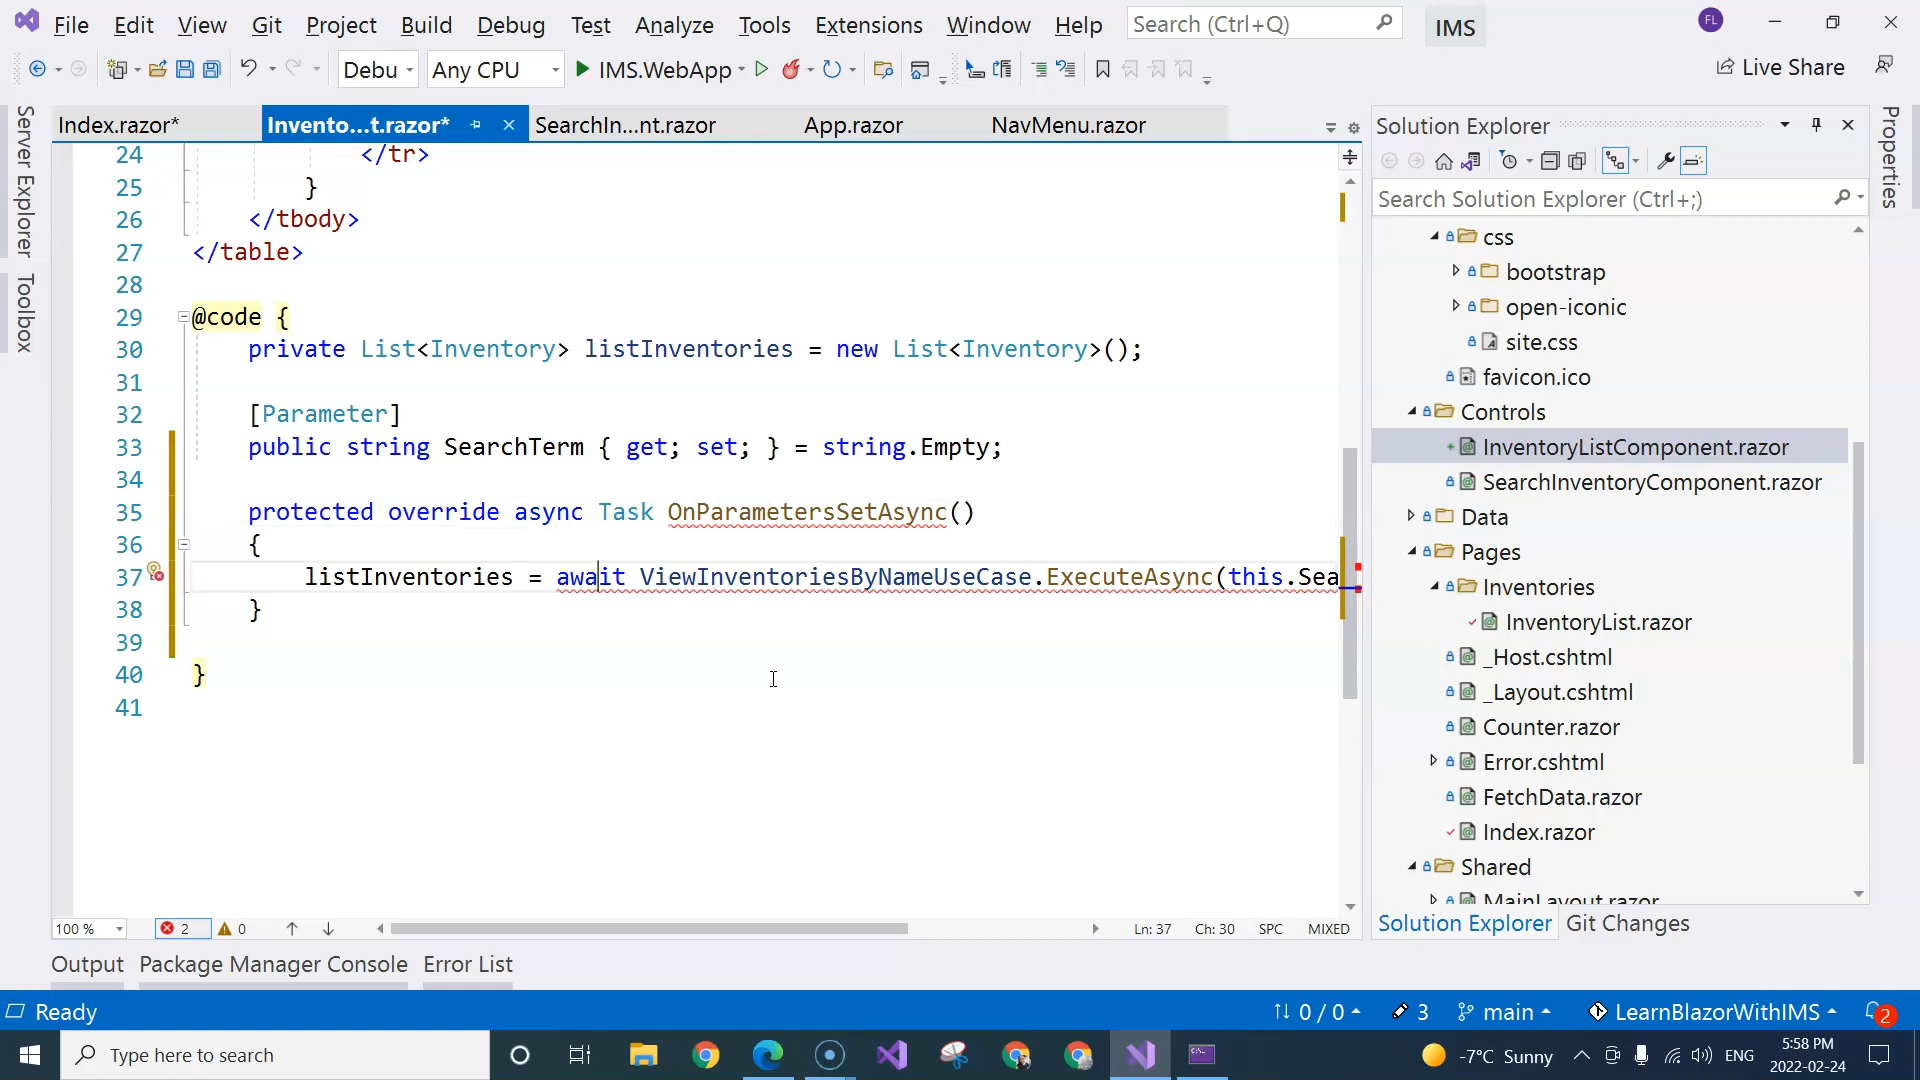 File Edit View Git Project Build Debug Test Analyze Tools Extensions Window Help Search (Ctrl+Q) IMS FL
Debu Any CPU IMS.WebApp Live Share
Server Explorer
Toolbox
Index.razor* Invento...t.razor* SearchIn...nt.razor App.razor NavMenu.razor
24 </tr>
25 }
26 </tbody>
27 </table>
28
29 @code {
30 private List<Inventory> listInventories = new List<Inventory>();
31
32 [Parameter]
33 public string SearchTerm { get; set; } = string.Empty;
34
35 protected override async Task OnParametersSetAsync()
36 {
37 listInventories = await ViewInventoriesByNameUseCase.ExecuteAsync(this.Sea
38 }
39
40 }
41
100 % 2 0 Ln: 37 Ch: 30 SPC MIXED
Solution Explorer
Search Solution Explorer (Ctrl+;)
css
bootstrap
open-iconic
site.css
favicon.ico
Controls
InventoryListComponent.razor
SearchInventoryComponent.razor
Data
Pages
Inventories
InventoryList.razor
_Host.cshtml
_Layout.cshtml
Counter.razor
Error.cshtml
FetchData.razor
Index.razor
Shared
MainLayout.razor
Solution Explorer Git Changes
Properties
Output Package Manager Console Error List
Ready 0 / 0 3 main LearnBlazorWithIMS 2
Type here to search -7°C Sunny ENG 5:58 PM
2022-02-24